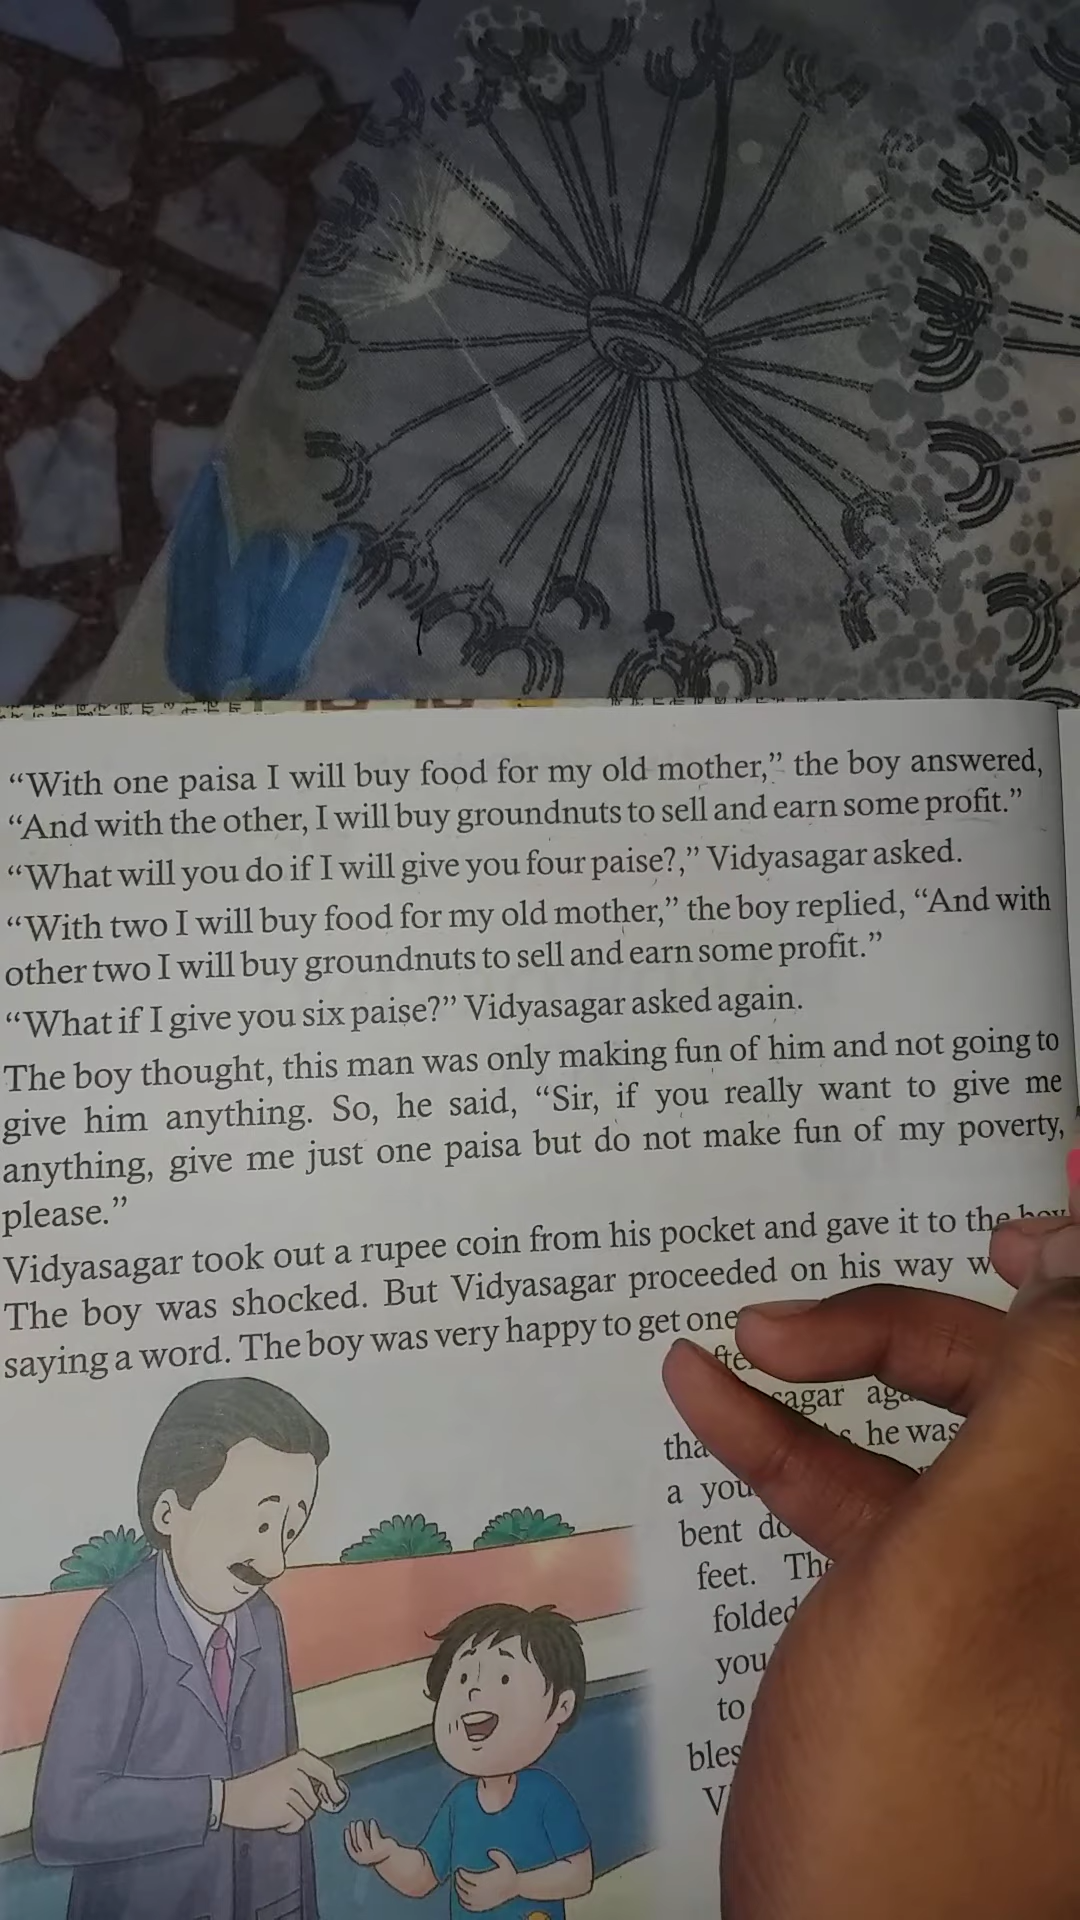 “With one paisa I will buy food for my old mother,” the boy answered,
“And with the other, I will buy groundnuts to sell and earn some profit.”
“What will you do if I will give you four paise?,” Vidyasagar asked.
“With two I will buy food for my old mother,” the boy replied, “And with
other two I will buy groundnuts to sell and earn some profit.”
“What if I give you six paise?” Vidyasagar asked again.
The boy thought, this man was only making fun of him and not going to
give him anything. So, he said, “Sir, if you really want to give me
anything, give me just one paisa but do not make fun of my poverty,
please.”
Vidyasagar took out a rupee coin from his pocket and gave it to the boy
The boy was shocked. But Vidyasagar proceeded on his way
saying a word. The boy was very happy to get one
he was
a
bent
feet.
folded
to